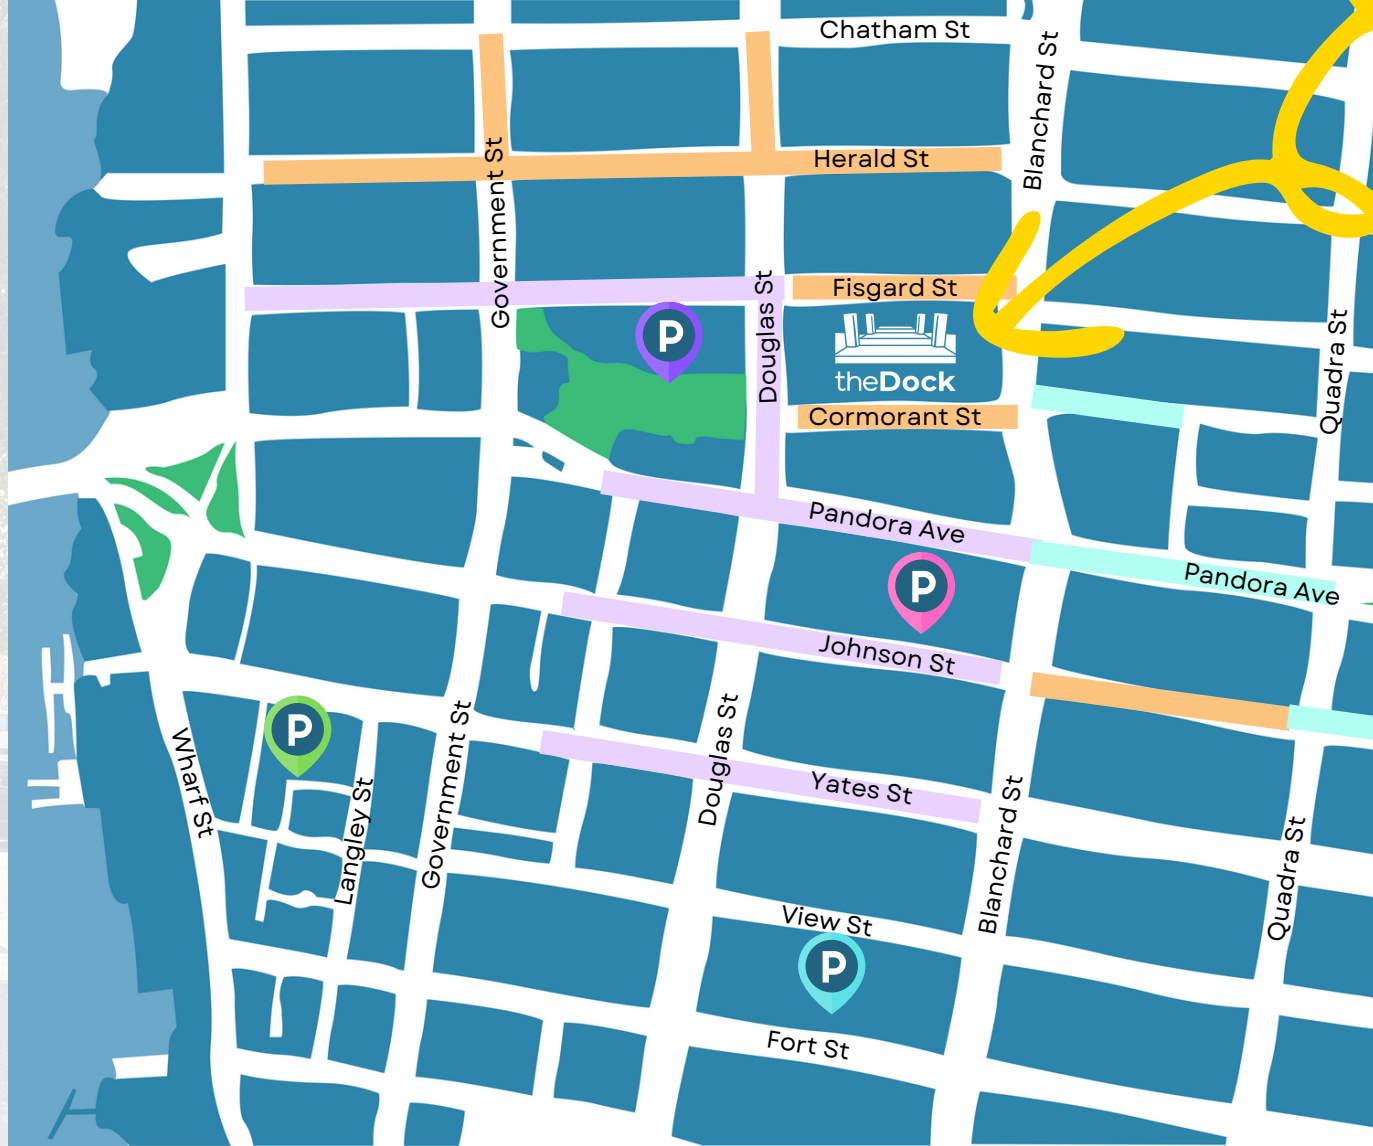 Chatham St
Blanchard St
Herald St
Government St
Fisgard St
Douglas St
P
theDock
Quadra St
Cormorant St
Pandora Ave
P
Pandora Ave
Johnson St
P
Wharf St
Langley St
Government St
Douglas St
Yates St
Blanchard St
Quadra St
View St
P
Fort St